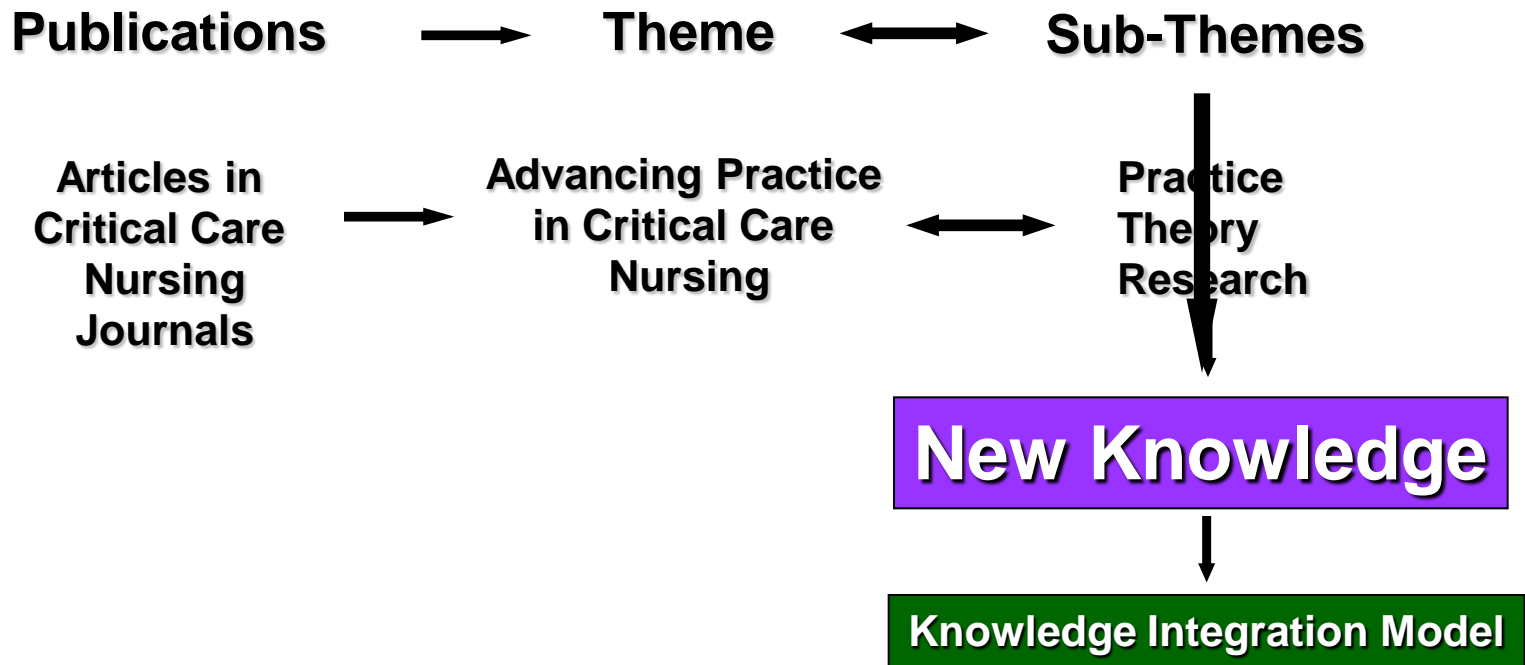 Publications
Theme
Sub-Themes
Articles in
Critical Care
Nursing
Journals
Advancing Practice
in Critical Care
Nursing
Practice
Theory
Research
New Knowledge
Knowledge Integration Model